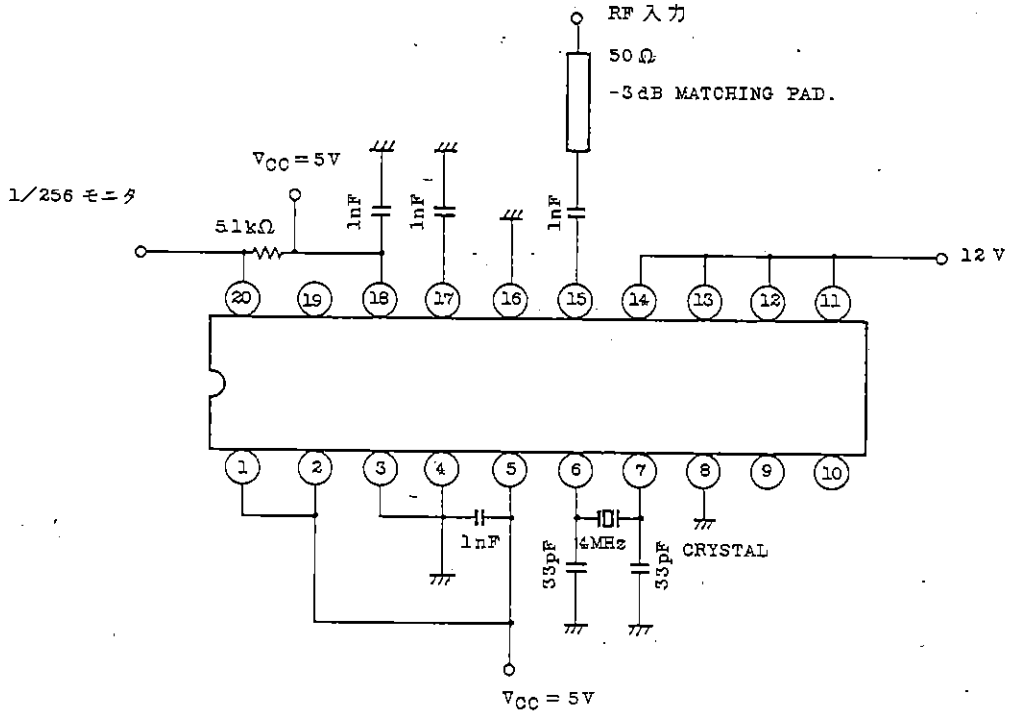 RF 入力
50Ω
-3dB MATCHING PAD.
VCC = 5V
1/256 モニタ
5.1kΩ
1nF
1nF
1nF
12 V
20 19 18 17 16 15 14 13 12 11
1 2 3 4 5 6 7 8 9 10
1nF
4MHz
CRYSTAL
33pF
33pF
VCC = 5V